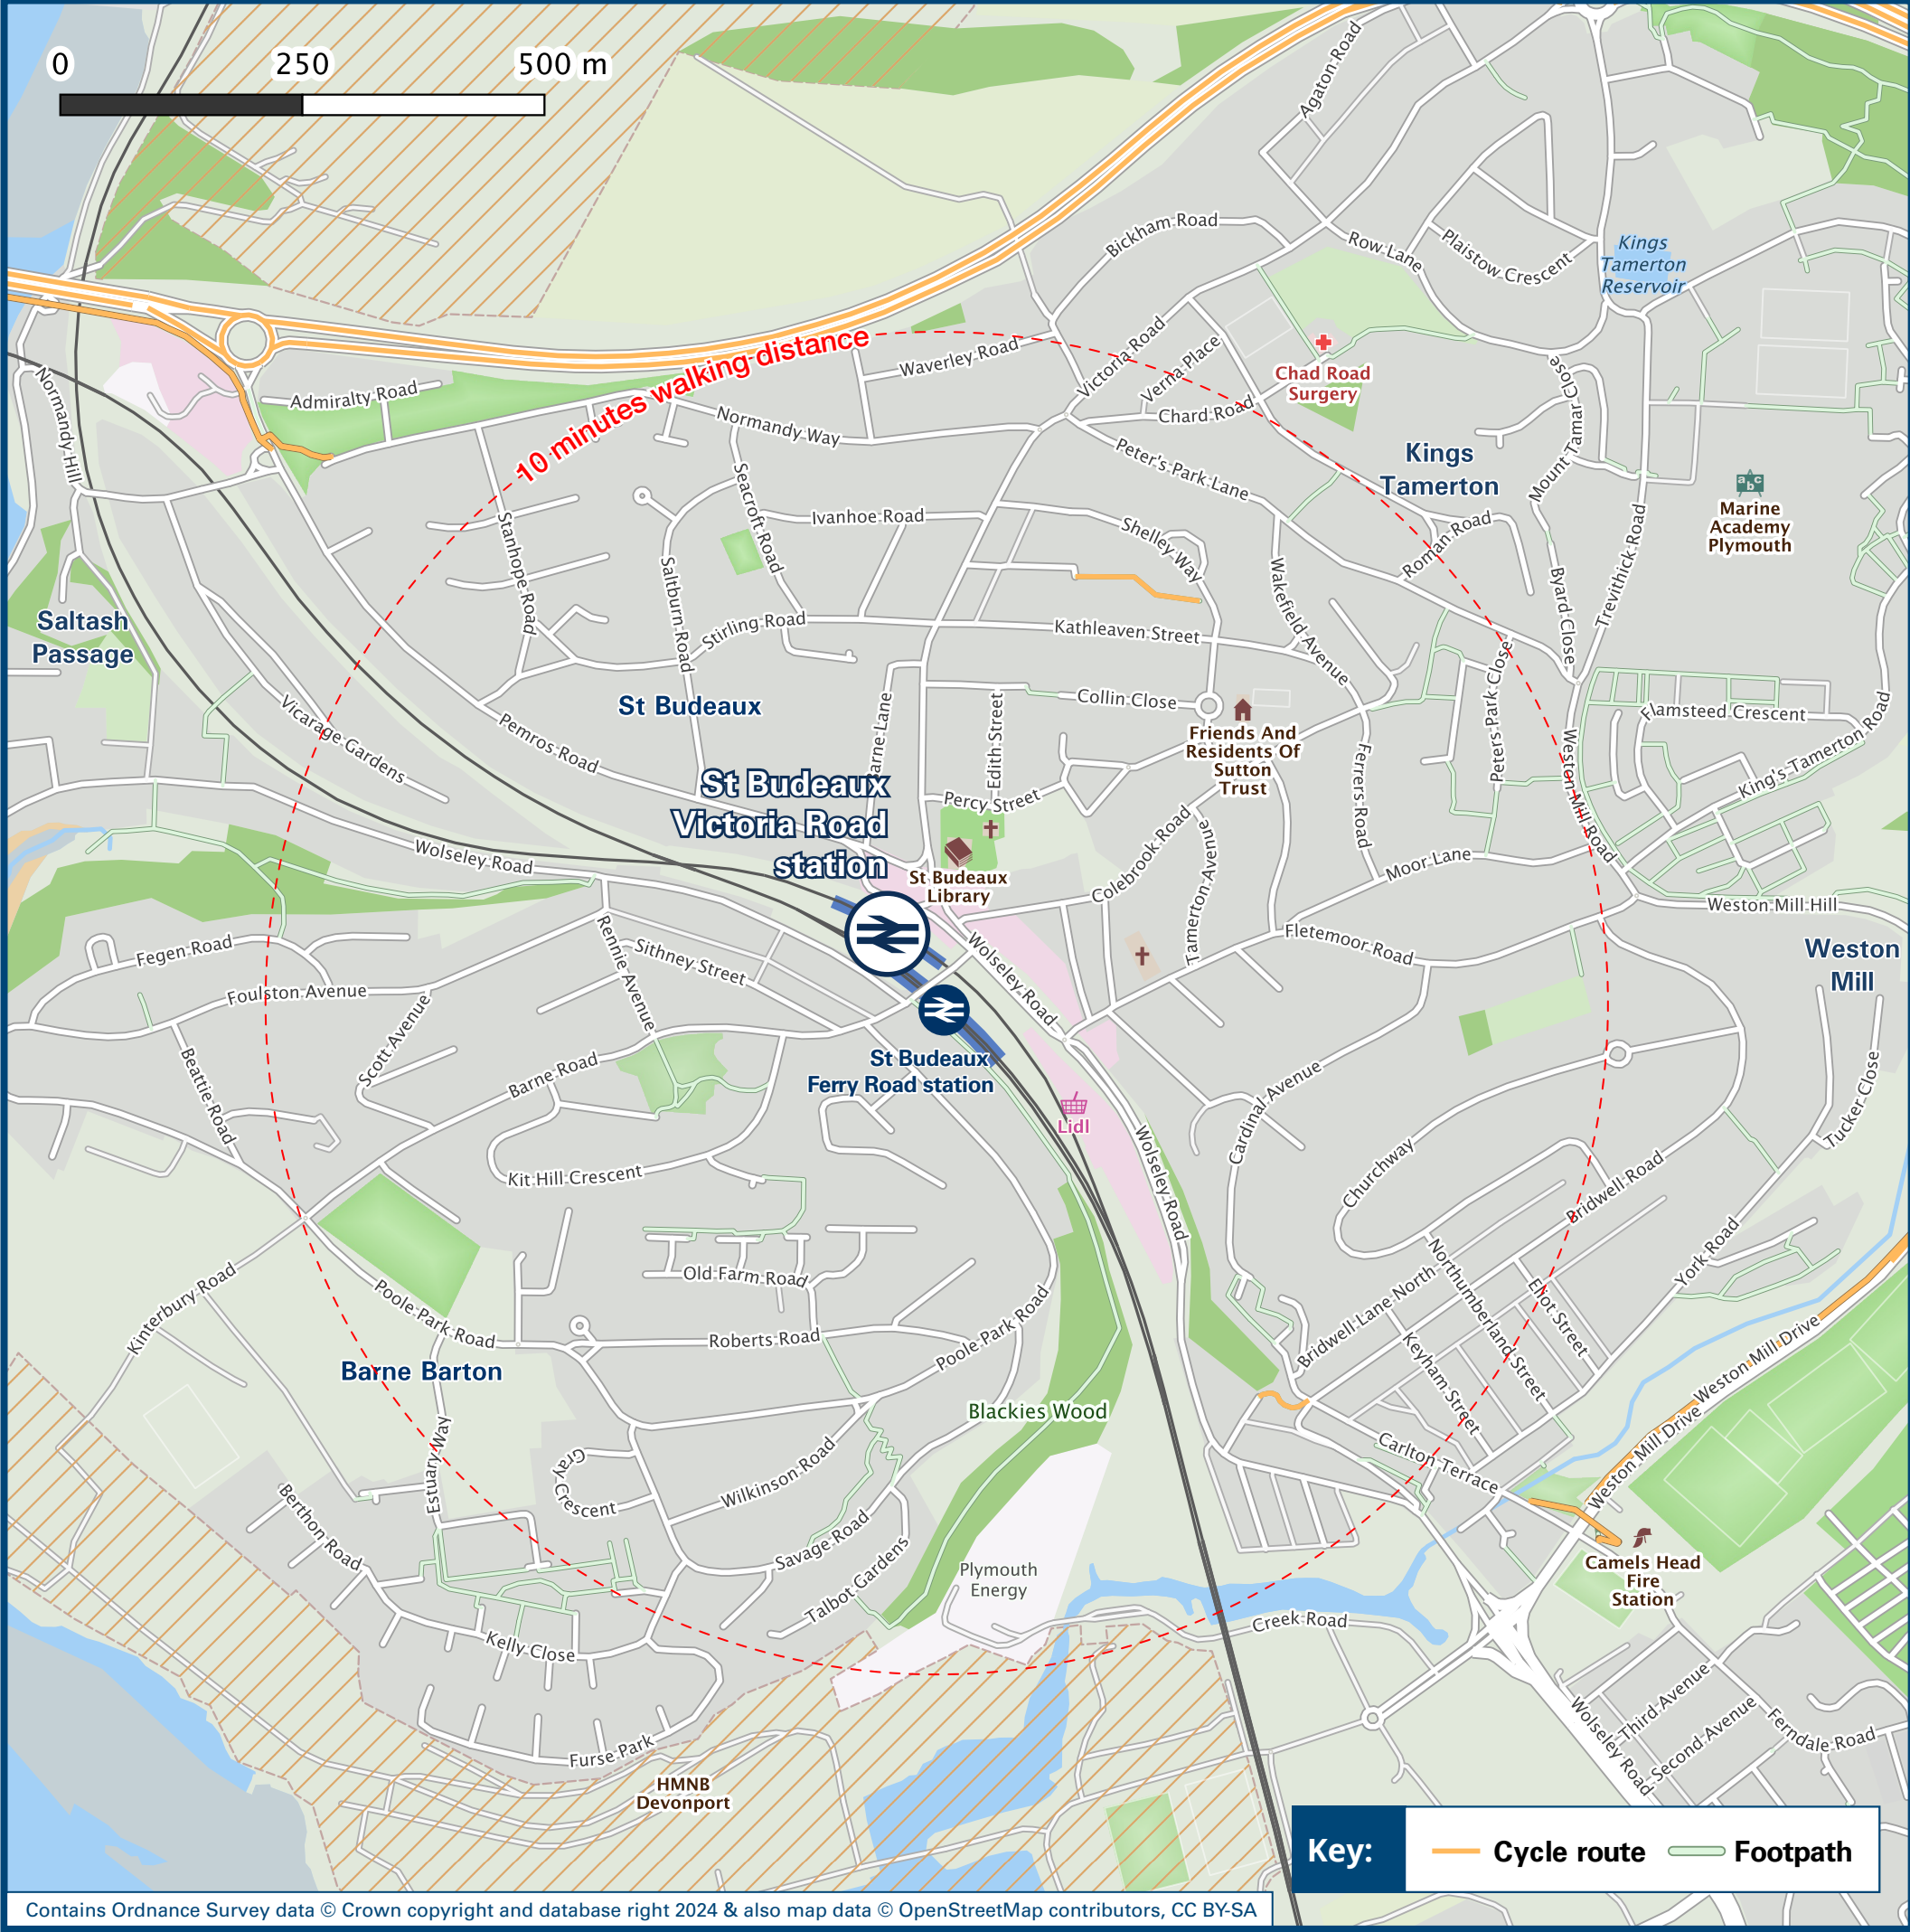 0 250 500 m
Agaton Road
Bickham Road
Row Lane
Plaistow Crescent
Kings
Tamerton
Reservoir
10 minutes walking distance
Waverley Road
Victoria Road
Verna Place
Chard Road
Chad Road
Surgery
Normandy Hill
Admiralty Road
Normandy Way
Peter's Park Lane
Kings
Tamerton
Mount Tamar Close
Marine
Academy
Plymouth
Seacroft Road
Ivanhoe Road
Stanhope Road
Shelley Way
Roman Road
Trevithick Road
Saltburn Road
Wakefield Avenue
Byard Close
Saltash
Passage
Stirling Road
Kathleaven Street
Peters Park Close
St Budeaux
Vicarage Gardens
Pemros Road
Barne Lane
Edith Street
Collin Close
Friends And
Residents Of
Sutton
Trust
Ferrers Road
Flamsteed Crescent
King's Tamerton Road
Weston Mill Road
St Budeaux
Victoria Road
station
Percy Street
St Budeaux
Library
Wolseley Road
Colebrook Road
Tamerton Avenue
Moor Lane
Weston Mill Hill
Fegen Road
Rennie Avenue
Sithney Street
Wolseley Road
Fletemoor Road
Weston
Mill
Foulston Avenue
Scott Avenue
Beattie Road
Barne Road
St Budeaux
Ferry Road station
Lidl
Cardinal Avenue
Tucker Close
Kit Hill Crescent
Wolseley Road
Churchway
Bridwell Road
York Road
Kinterbury Road
Old Farm Road
Poole Park Road
Roberts Road
Poole Park Road
Bridwell Lane North
Northumberland Street
Eliot Street
Keyham Street
Weston Mill Drive
Weston Mill Drive
Barne Barton
Blackies Wood
Estuary Way
Gray Crescent
Wilkinson Road
Carlton Terrace
Berthon Road
Savage Road
Talbot Gardens
Plymouth
Energy
Camels Head
Fire
Station
Creek Road
Kelly Close
Furse Park
HMNB
Devonport
Wolseley Road
Third Avenue
Second Avenue
Ferndale Road
Key: Cycle route Footpath
Contains Ordnance Survey data © Crown copyright and database right 2024 & also map data © OpenStreetMap contributors, CC BY-SA